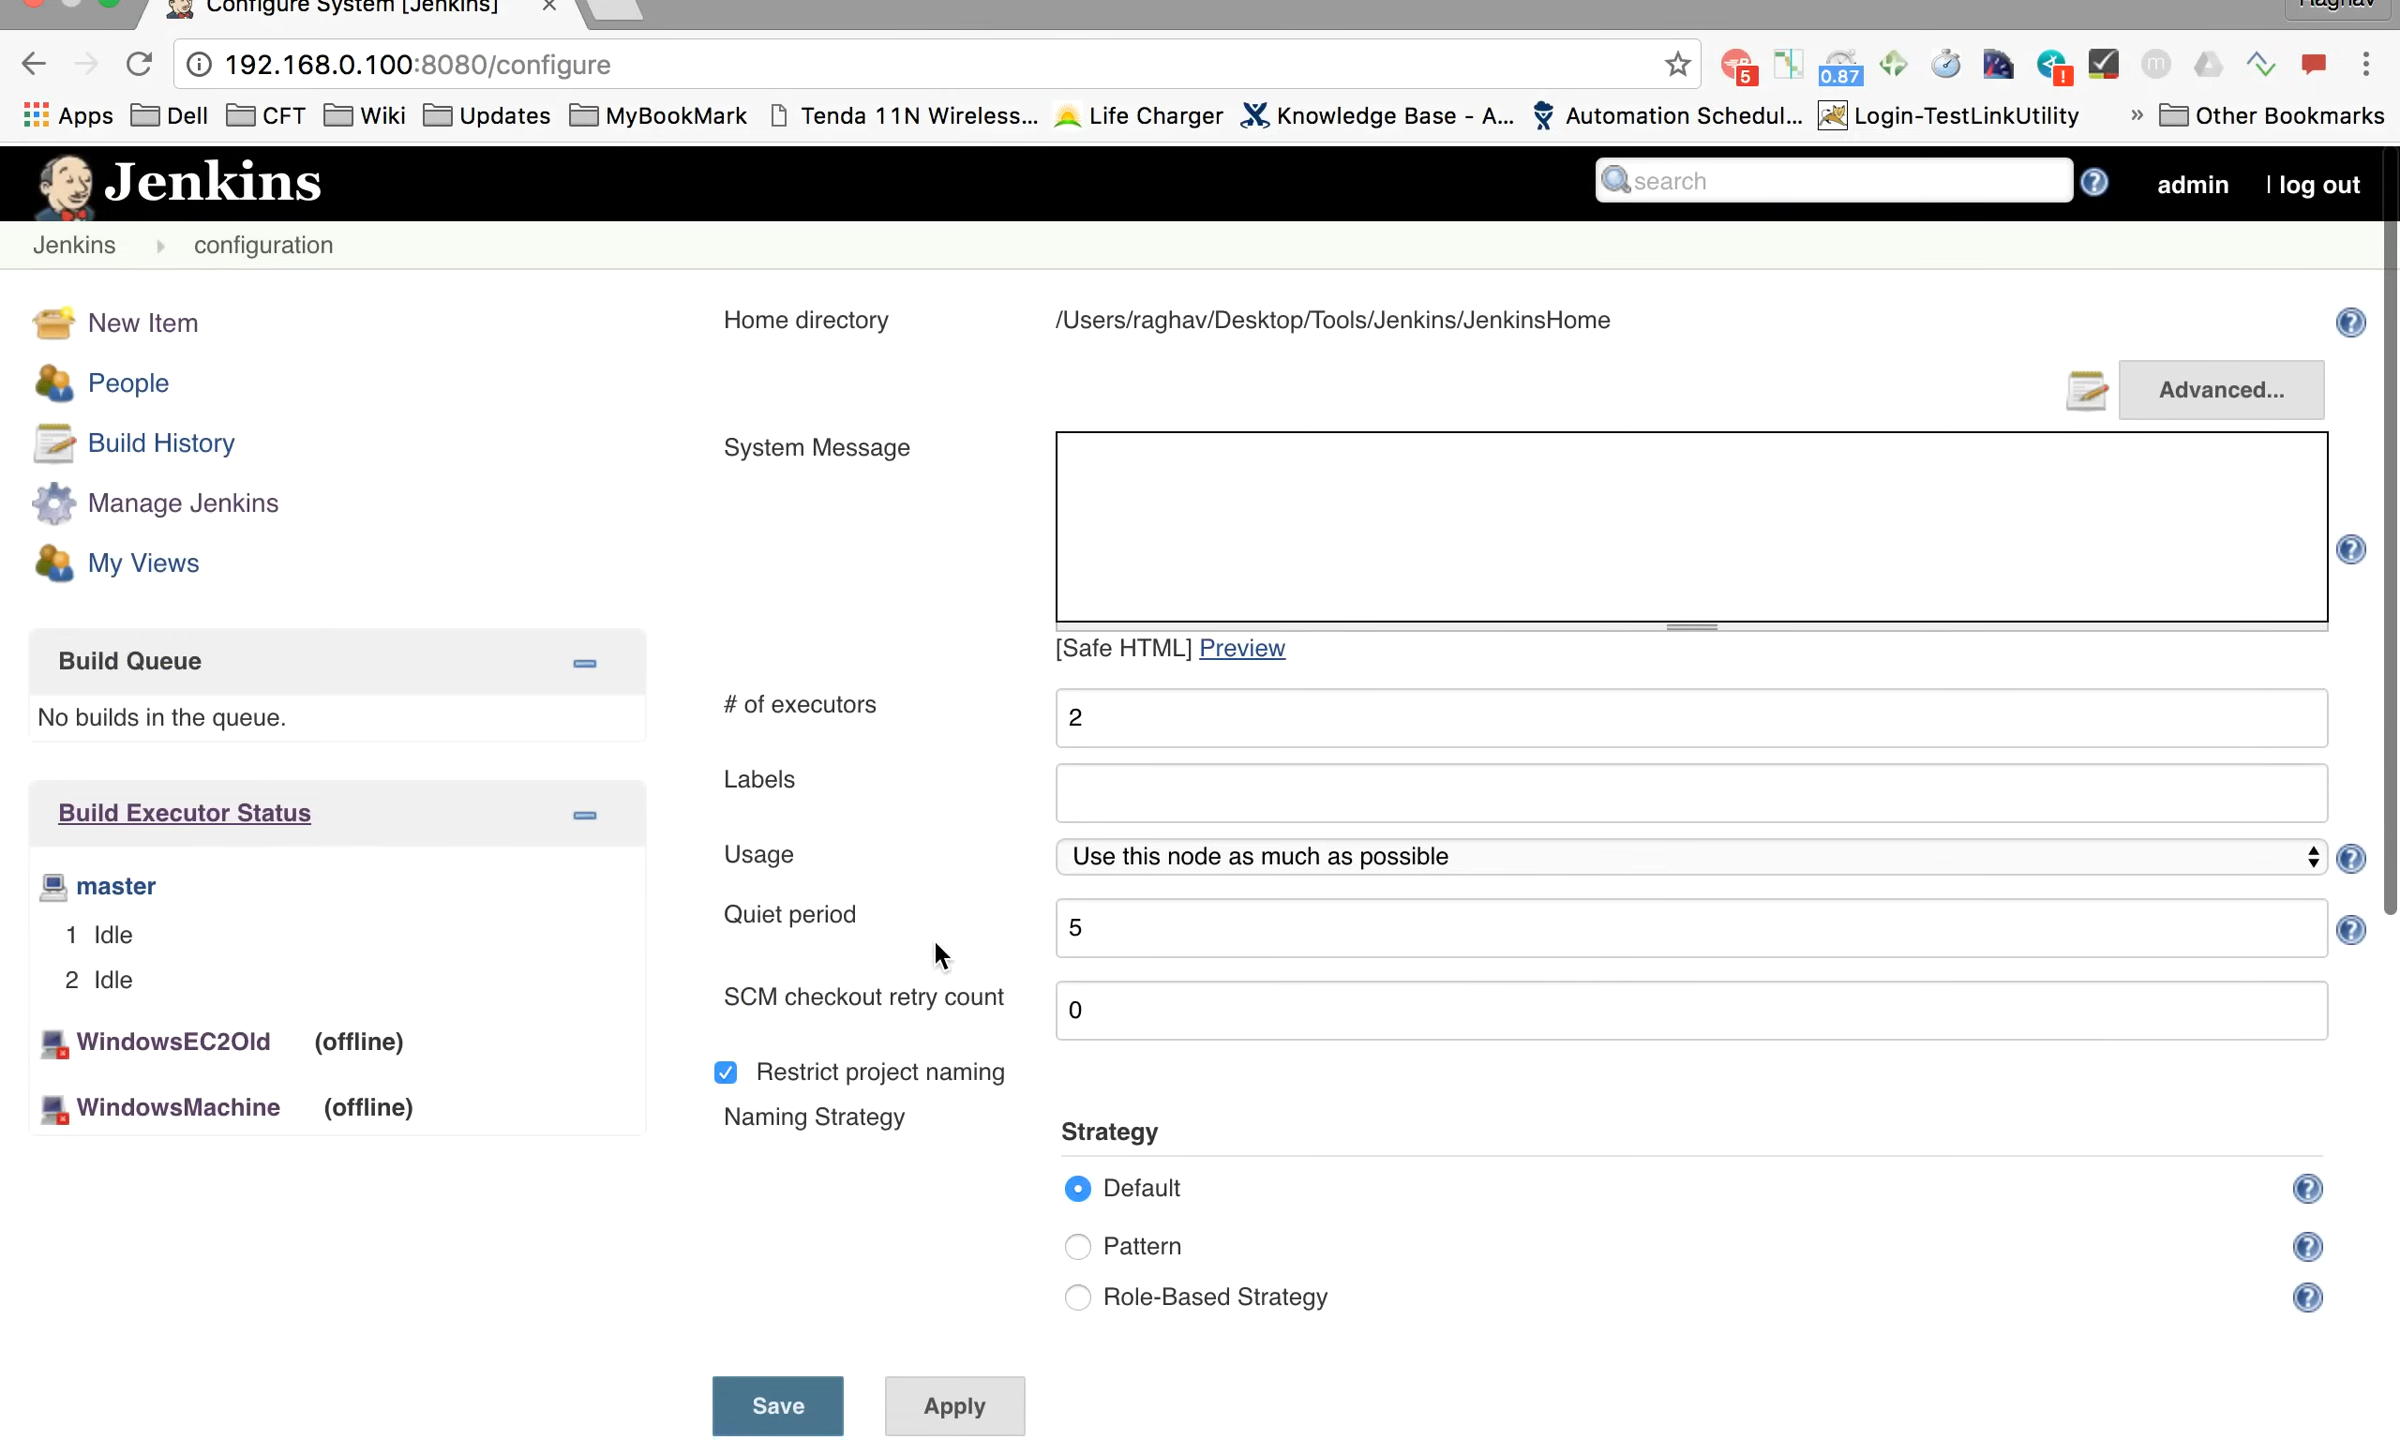 Configure System [Jenkins]
Raghav
192.168.0.100:8080/configure
5
0.87
!
m
Apps Dell CFT Wiki Updates MyBookMark Tenda 11N Wireless... Life Charger Knowledge Base - A... Automation Schedul... Login-TestLinkUtility » Other Bookmarks
Jenkins search admin | log out
Jenkins configuration
New Item
People
Build History
Manage Jenkins
My Views
Build Queue
No builds in the queue.
Build Executor Status
master
1 Idle
2 Idle
WindowsEC2Old (offline)
WindowsMachine (offline)
Home directory /Users/raghav/Desktop/Tools/Jenkins/JenkinsHome
Advanced...
System Message
[Safe HTML] Preview
# of executors 2
Labels
Usage Use this node as much as possible
Quiet period 5
SCM checkout retry count 0
Restrict project naming
Naming Strategy
Strategy
Default
Pattern
Role-Based Strategy
Save Apply